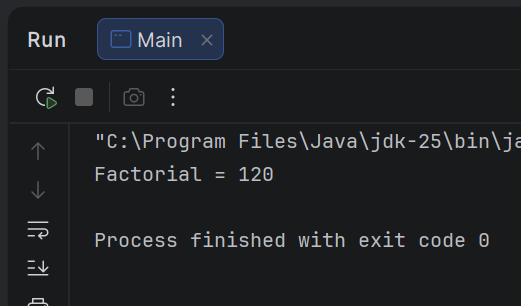 Run Main
"C:\Program Files\Java\jdk-25\bin\ja
Factorial = 120
Process finished with exit code 0